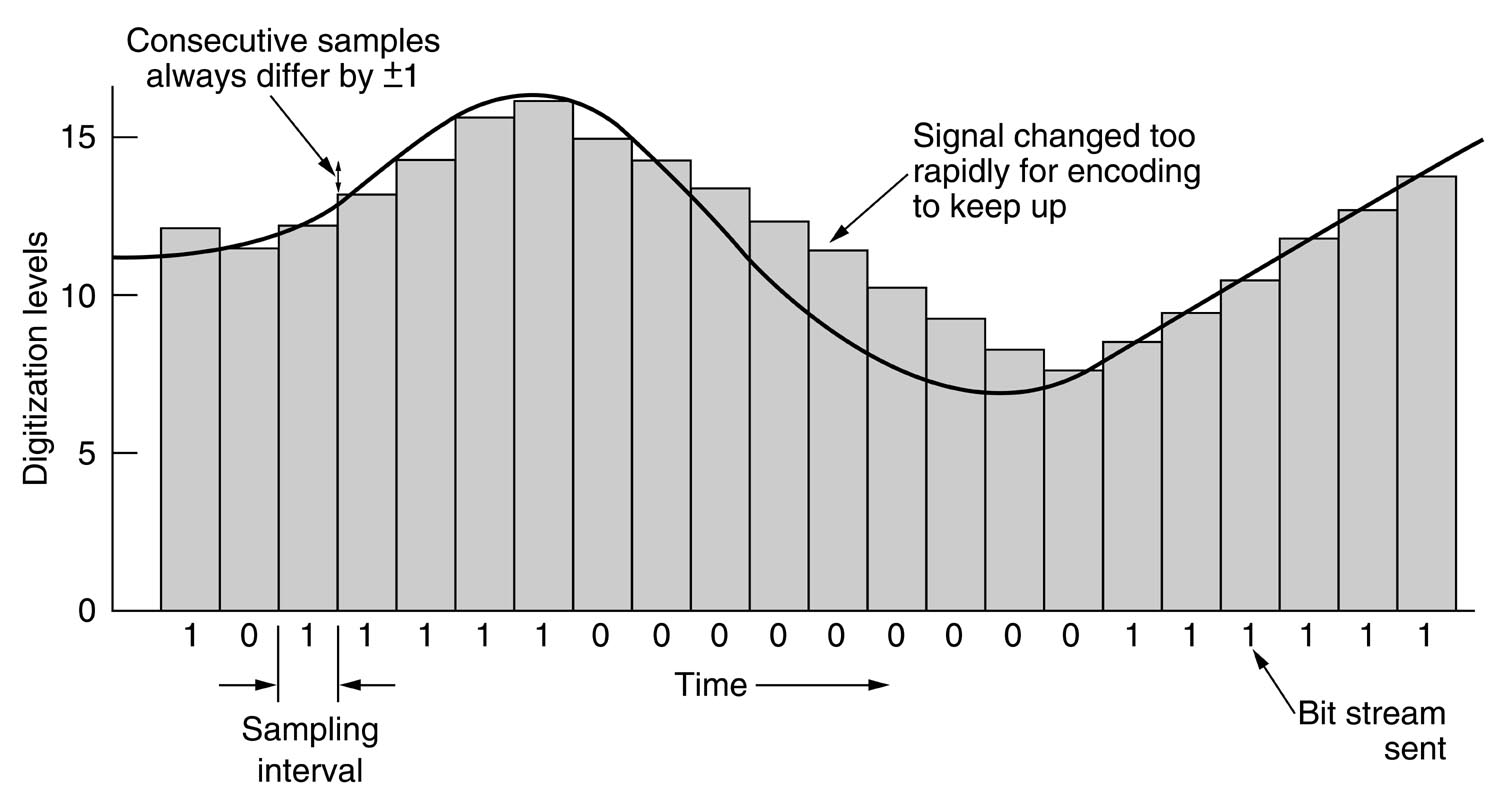 Consecutive samples
always differ by ±1
Signal changed too
rapidly for encoding
to keep up
Digitization levels
15
10
5
0
1 0 1 1 1 1 1 0 0 0 0 0 0 0 0 0 1 1 1 1 1 1
Time
Sampling
interval
Bit stream
sent